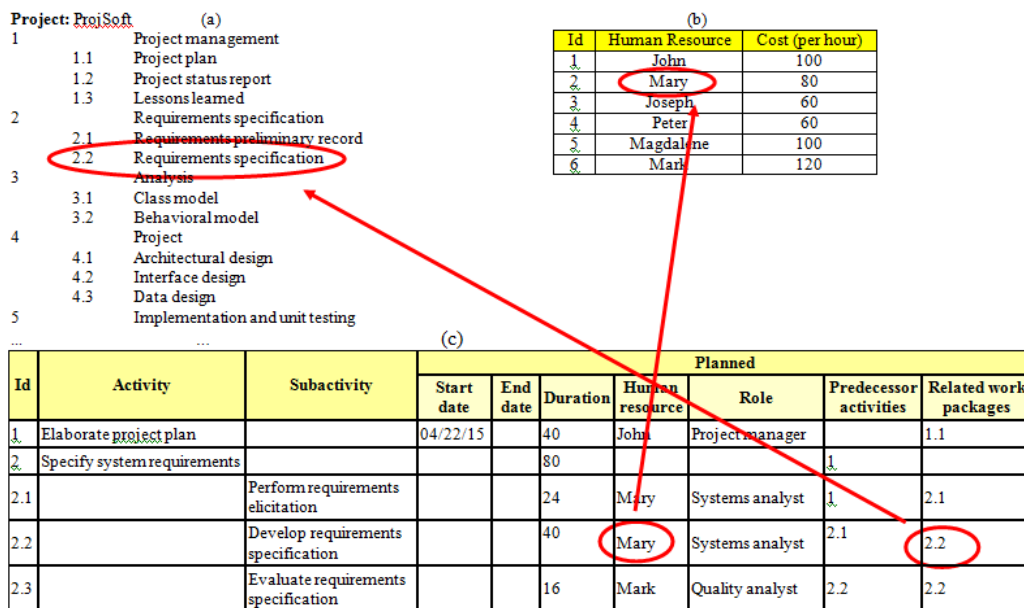 Project: ProjSoft (a)
1 Project management
1.1 Project plan
1.2 Project status report
1.3 Lessons learned
2 Requirements specification
2.1 Requirements preliminary record
2.2 Requirements specification
3 Analysis
3.1 Class model
3.2 Behavioral model
4 Project
4.1 Architectural design
4.2 Interface design
4.3 Data design
5 Implementation and unit testing
... ...
(b)
Id Human Resource Cost (per hour)
1 John 100
2 Mary 80
3 Joseph 60
4 Peter 60
5 Magdalene 100
6 Mark 120
(c)
Planned
Id Activity Subactivity Start date End date Duration Human resource Role Predecessor activities Related work packages
1 Elaborate project plan 04/22/15 40 John Project manager 1.1
2 Specify system requirements 80 1
2.1 Perform requirements elicitation 24 Mary Systems analyst 1 2.1
2.2 Develop requirements specification 40 Mary Systems analyst 2.1 2.2
2.3 Evaluate requirements specification 16 Mark Quality analyst 2.2 2.2